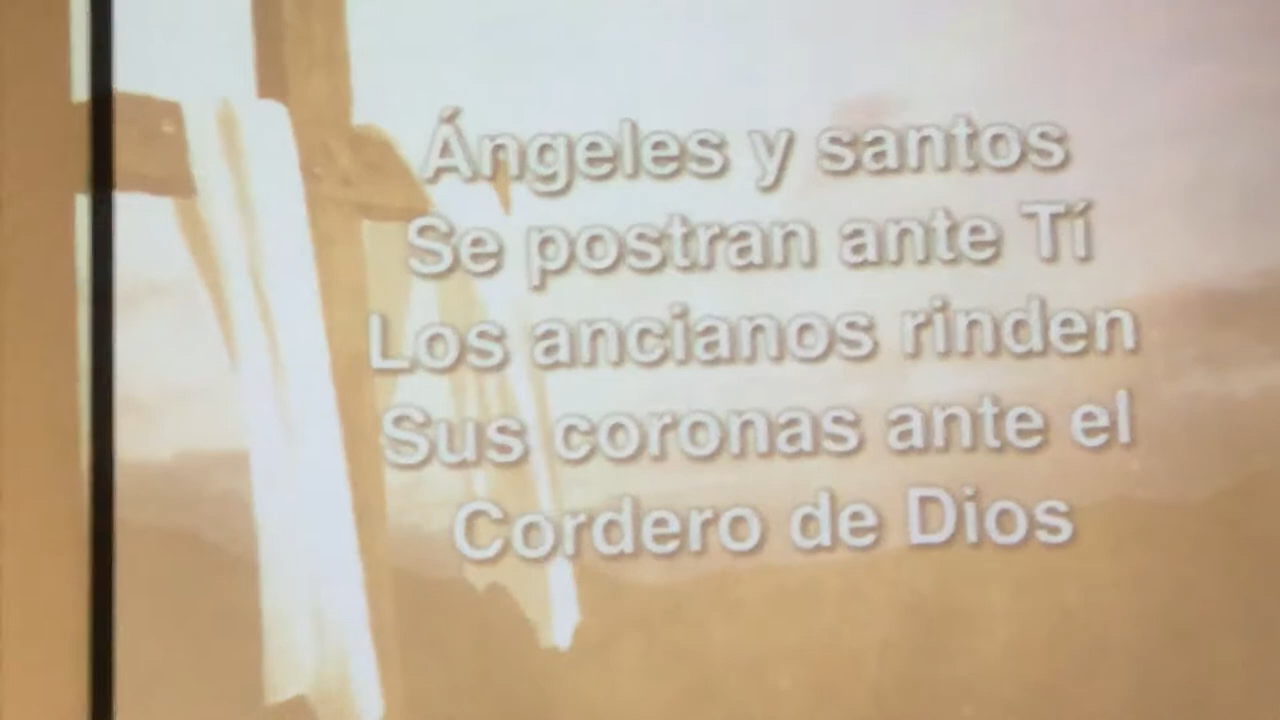 Ángeles y santos
Se postran ante Tí
Los ancianos rinden
Sus coronas ante el
Cordero de Dios